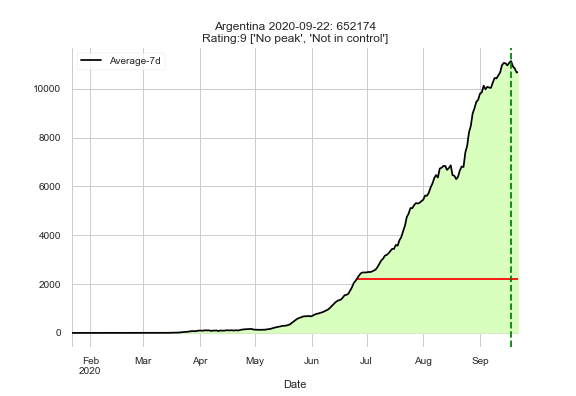 Argentina 2020-09-22: 652174
Rating:9 ['No peak', 'Not in control']
Average-7d
10000
8000
6000
4000
2000
0
Feb Mar Apr May Jun Jul Aug Sep
2020
Date